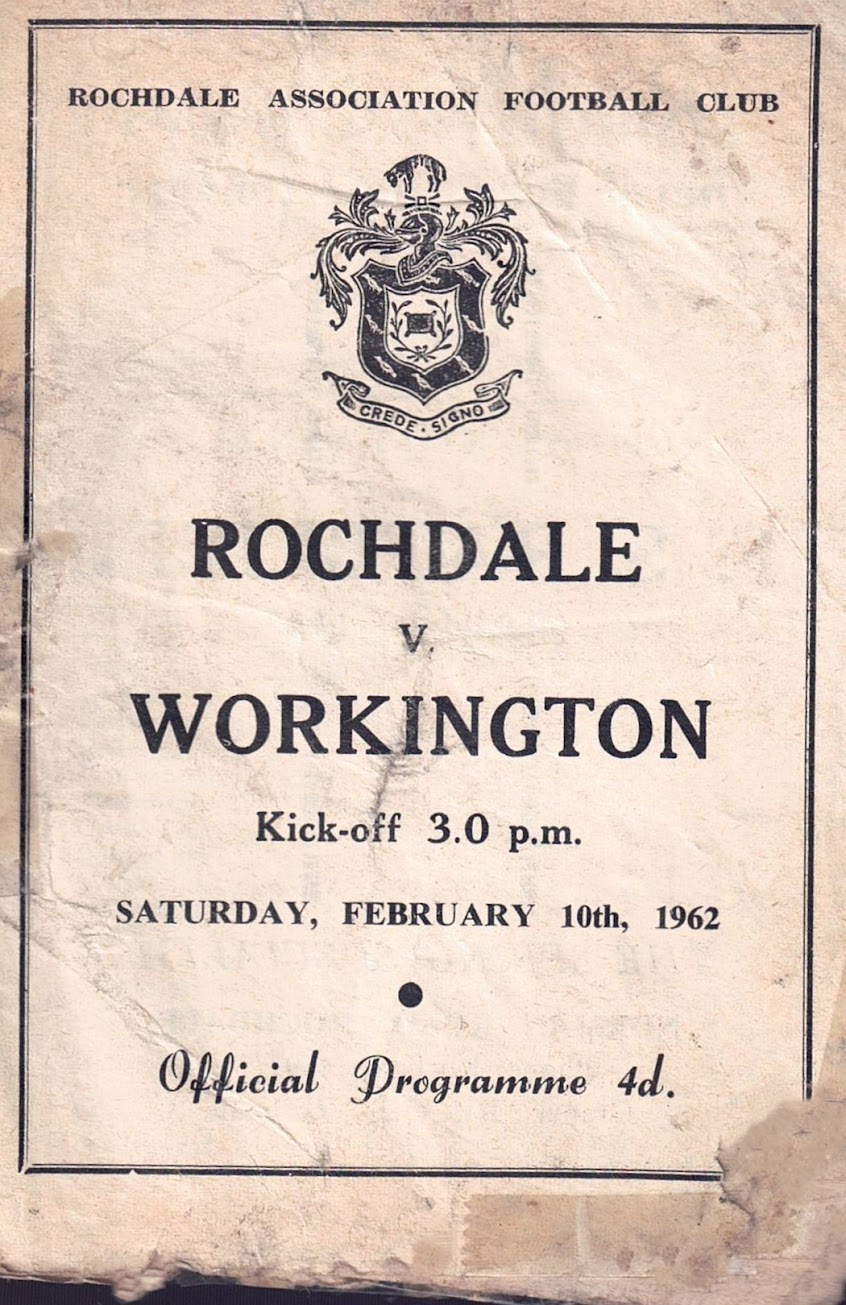 ROCHDALE ASSOCIATION FOOTBALL CLUB
CREDE · SIGNO
ROCHDALE
V.
WORKINGTON
Kick-off 3.0 p.m.
SATURDAY, FEBRUARY 10th, 1962
Official Programme 4d.